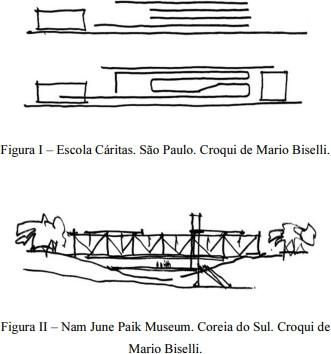 Figura I – Escola Cáritas. São Paulo. Croqui de Mario Biselli.
Figura II – Nam June Paik Museum. Coreia do Sul. Croqui de
Mario Biselli.